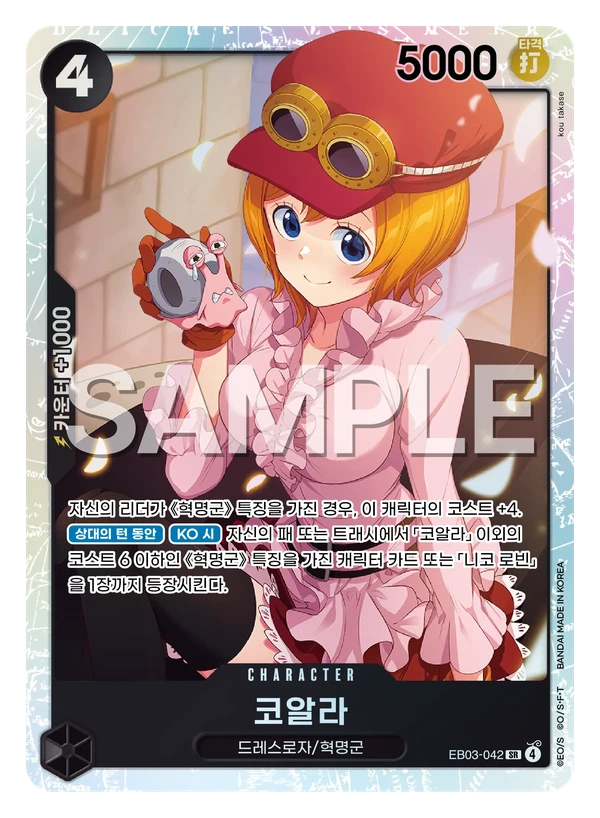 4
5000
타격
打
kou takase
카운터 +1000
SAMPLE
자신의 리더가 《혁명군》 특징을 가진 경우, 이 캐릭터의 코스트 +4.
상대의 턴 동안 KO 시 자신의 패 또는 트래시에서 「코알라」 이외의
코스트 6 이하인 《혁명군》 특징을 가진 캐릭터 카드 또는 「니코 로빈」
을 1장까지 등장시킨다.
CHARACTER
코알라
드레스로자/혁명군
EB03-042 SR 4
©EO/S ©O/S·F·T BANDAI MADE IN KOREA